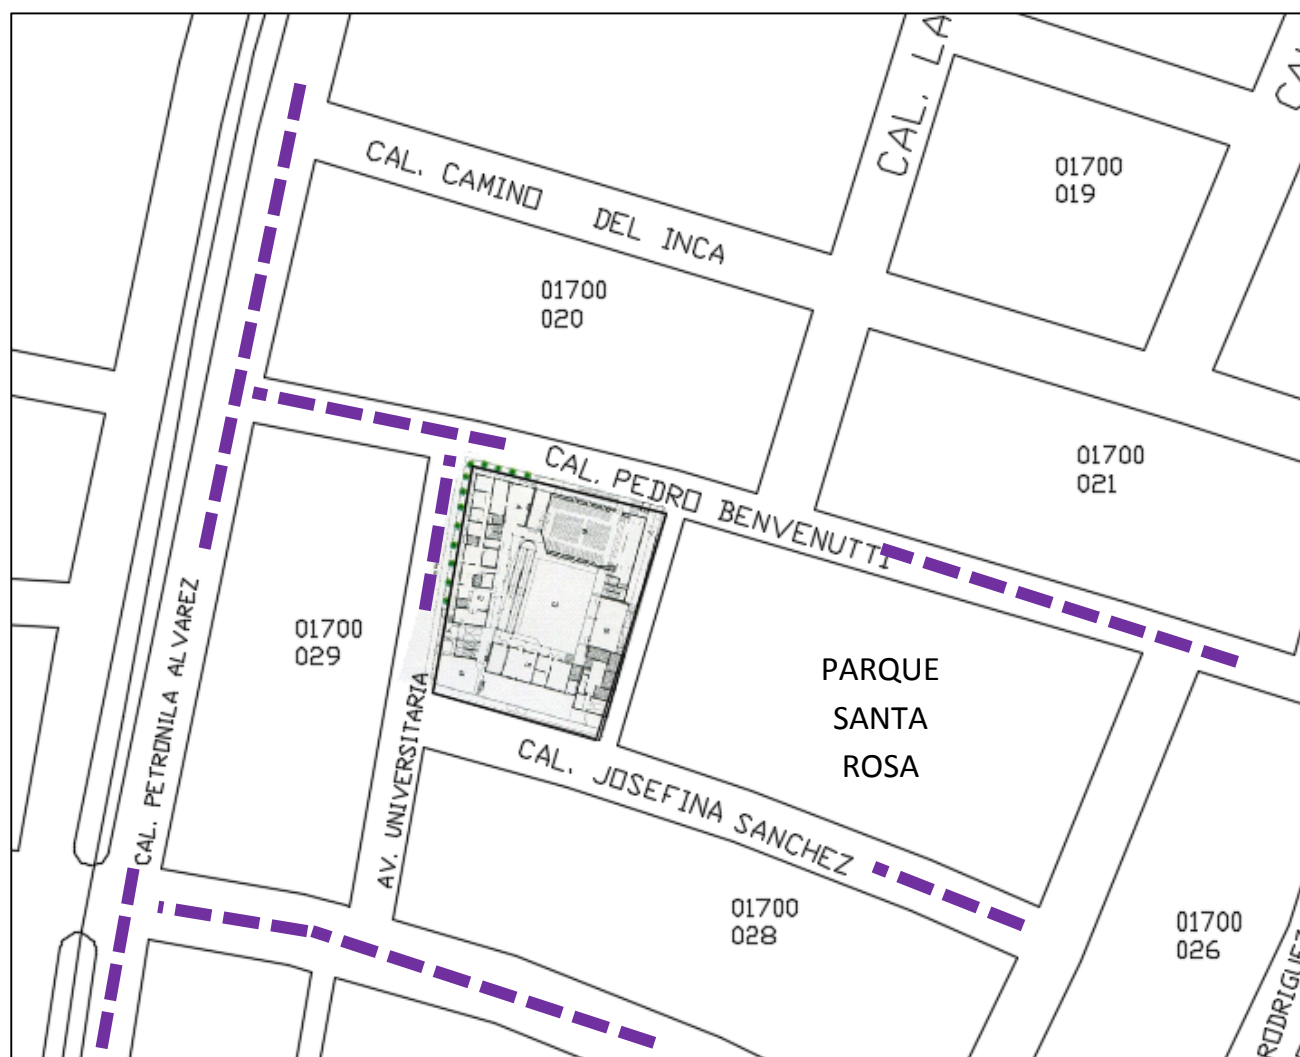 CAL. LA
CAL. CAMINO DEL INCA
01700
019
01700
020
01700
021
CAL. PEDRO BENVENUTTI
CAL. PETRONILA ALVAREZ
01700
029
AV. UNIVERSITARIA
PARQUE
SANTA
ROSA
CAL. JOSEFINA SANCHEZ
01700
028
01700
026
RODRIGUEZ